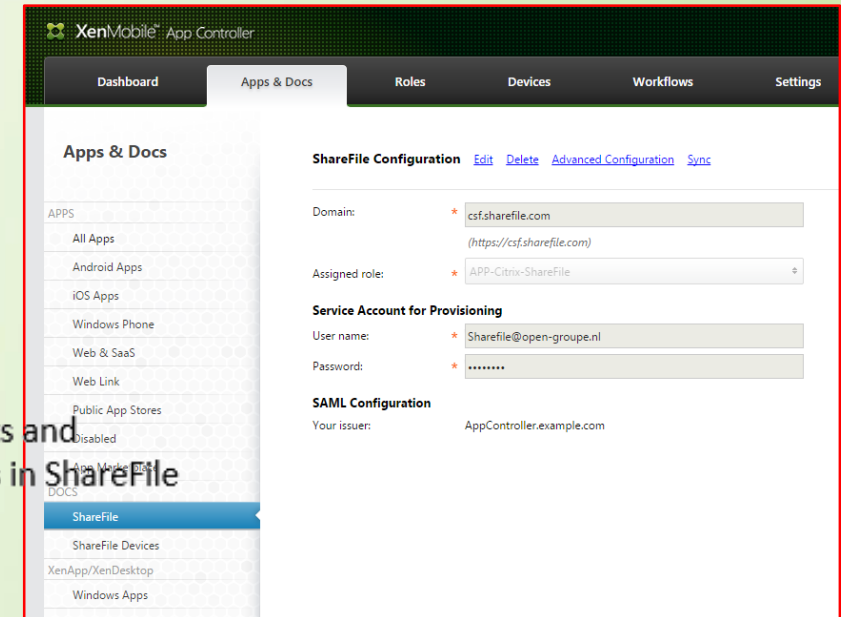 XenMobile™ App Controller
Dashboard Apps & Docs Roles Devices Workflows Settings
Apps & Docs
APPS
All Apps
Android Apps
iOS Apps
Windows Phone
Web & SaaS
Web Link
Public App Stores
Disabled
App Marketplace
DOCS
ShareFile
ShareFile Devices
XenApp/XenDesktop
Windows Apps
and
in ShareFile
ShareFile Configuration Edit Delete Advanced Configuration Sync
Domain: * csf.sharefile.com
(https://csf.sharefile.com)
Assigned role: * APP-Citrix-ShareFile
Service Account for Provisioning
User name: * Sharefile@open-groupe.nl
Password: * ••••••••
SAML Configuration
Your issuer: AppController.example.com